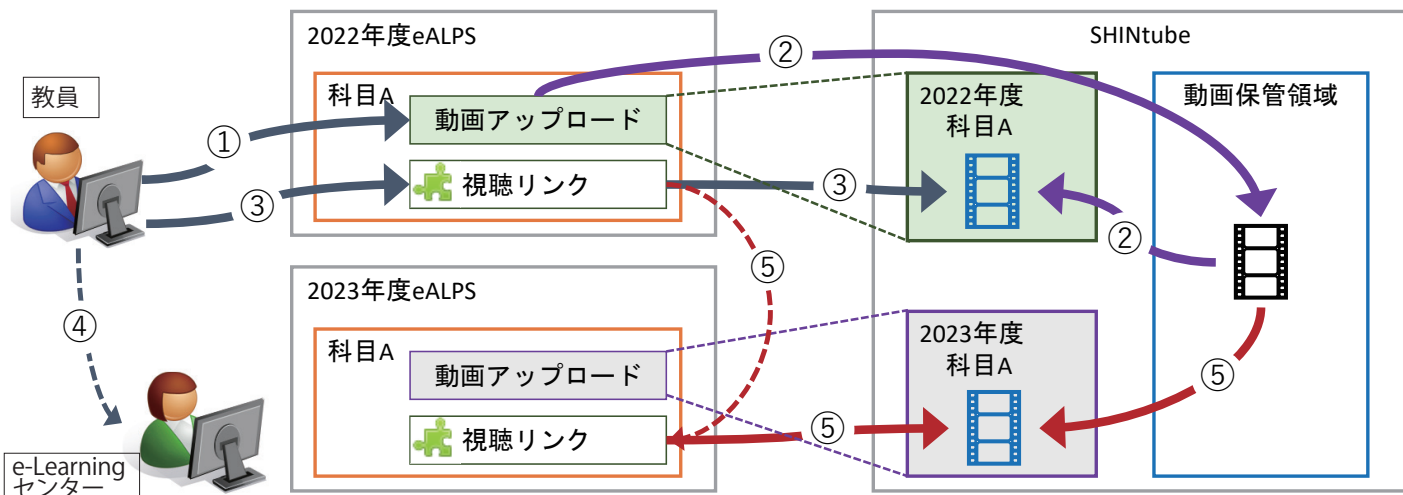 2022年度eALPS
SHINtube
教員
科目A
動画アップロード
視聴リンク
2022年度
科目A
動画保管領域
①
②
③
③
②
2023年度eALPS
科目A
動画アップロード
視聴リンク
2023年度
科目A
④
⑤
⑤
⑤
e-Learning
センター